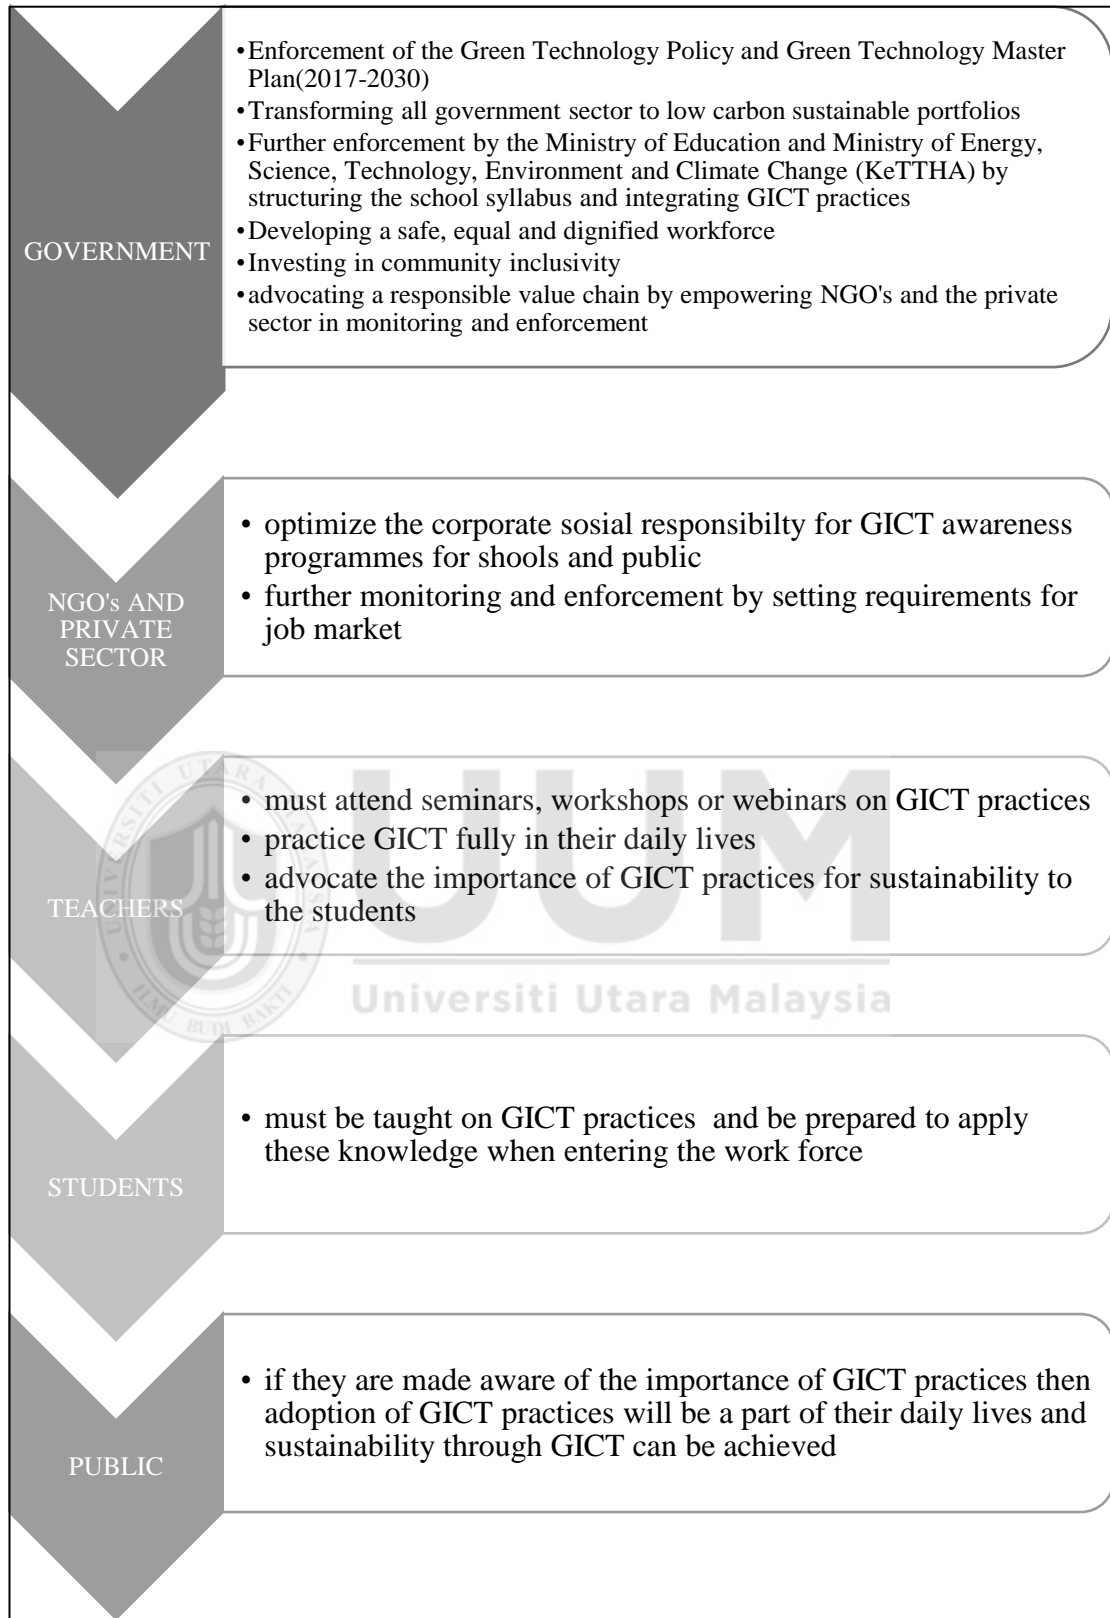 GOVERNMENT
•Enforcement of the Green Technology Policy and Green Technology Master
Plan(2017-2030)
•Transforming all government sector to low carbon sustainable portfolios
•Further enforcement by the Ministry of Education and Ministry of Energy,
Science, Technology, Environment and Climate Change (KeTTHA) by
structuring the school syllabus and integrating GICT practices
•Developing a safe, equal and dignified workforce
•Investing in community inclusivity
•advocating a responsible value chain by empowering NGO's and the private
sector in monitoring and enforcement
NGO's AND
PRIVATE
SECTOR
• optimize the corporate sosial responsibilty for GICT awareness
programmes for shools and public
• further monitoring and enforcement by setting requirements for
job market
TEACHERS
• must attend seminars, workshops or webinars on GICT practices
• practice GICT fully in their daily lives
• advocate the importance of GICT practices for sustainability to
the students
UNIVERSITI UTARA MALAYSIA
ILMU BUDI BAKTI
UUM
Universiti Utara Malaysia
STUDENTS
• must be taught on GICT practices  and be prepared to apply
these knowledge when entering the work force
PUBLIC
• if they are made aware of the importance of GICT practices then
adoption of GICT practices will be a part of their daily lives and
sustainability through GICT can be achieved